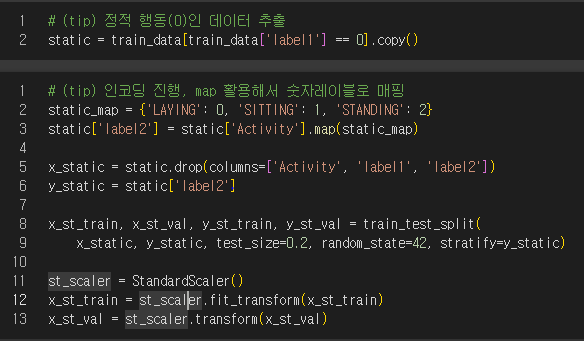 1 # (tip) 정적 행동(0)인 데이터 추출
2 static = train_data[train_data['label1'] == 0].copy()
1 # (tip) 인코딩 진행, map 활용해서 숫자레이블로 매핑
2 static_map = {'LAYING': 0, 'SITTING': 1, 'STANDING': 2}
3 static['label2'] = static['Activity'].map(static_map)
4
5 x_static = static.drop(columns=['Activity', 'label1', 'label2'])
6 y_static = static['label2']
7
8 x_st_train, x_st_val, y_st_train, y_st_val = train_test_split(
9     x_static, y_static, test_size=0.2, random_state=42, stratify=y_static)
10
11 st_scaler = StandardScaler()
12 x_st_train = st_scaler.fit_transform(x_st_train)
13 x_st_val = st_scaler.transform(x_st_val)